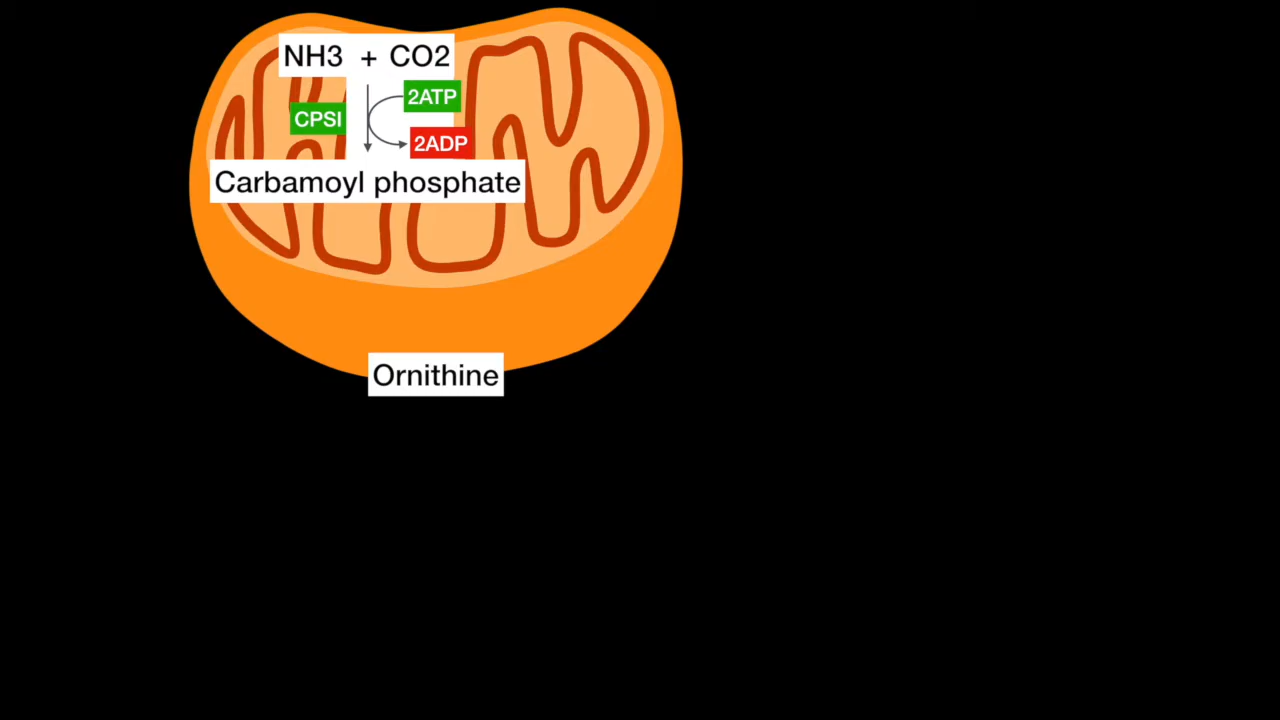 NH3 + CO2
2ATP
CPSI
2ADP
Carbamoyl phosphate
Ornithine